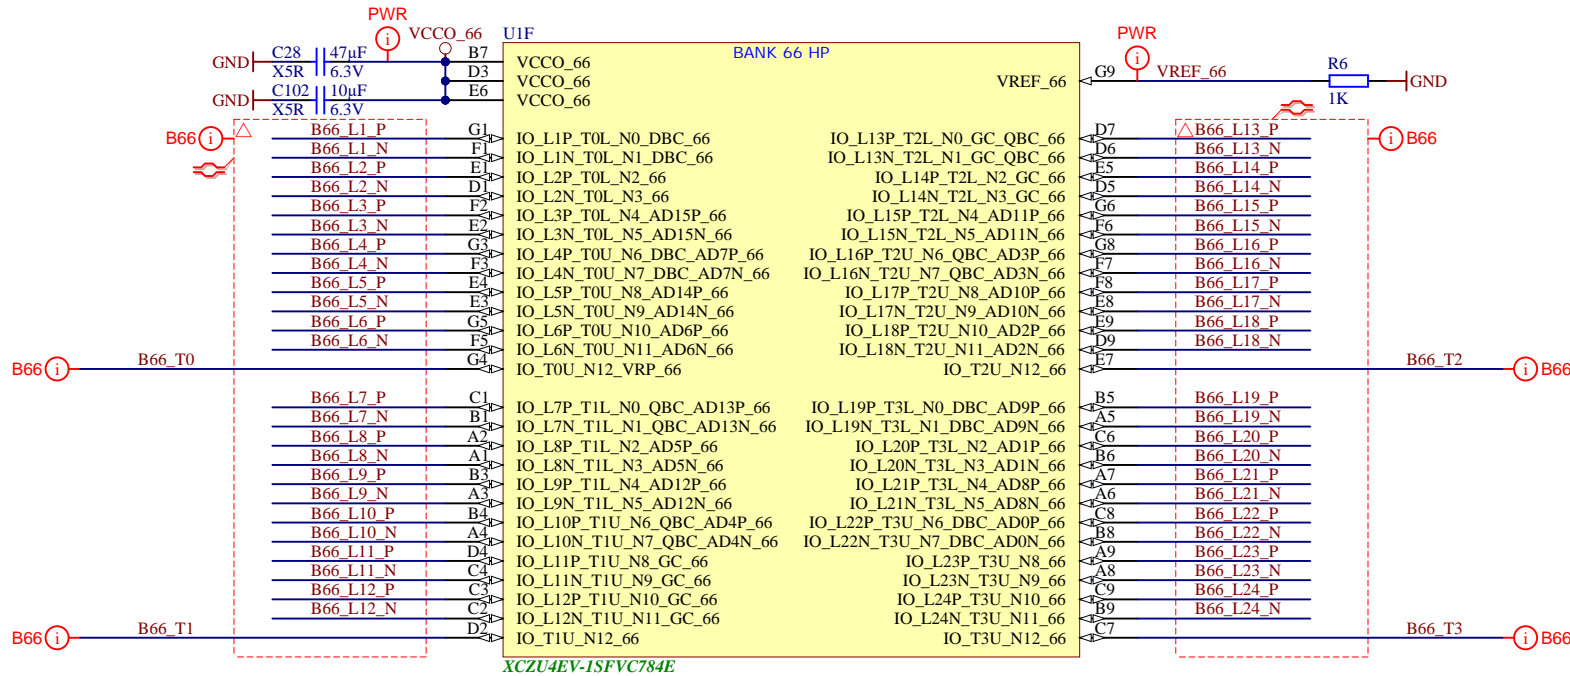 PWR
VCCO_66
U1F
PWR
BANK 66 HP
GND C28 47µF B7 VCCO_66
X5R 6.3V D3 VCCO_66
VREF_66 G9 VREF_66 R6 GND
1K
GND C102 10µF E6 VCCO_66
X5R 6.3V
B66 B66_L1_P G1 IO_L1P_T0L_N0_DBC_66 IO_L13P_T2L_N0_GC_QBC_66 D7 B66_L13_P B66
B66_L1_N F1 IO_L1N_T0L_N1_DBC_66 IO_L13N_T2L_N1_GC_QBC_66 D6 B66_L13_N
B66_L2_P E1 IO_L2P_T0L_N2_66 IO_L14P_T2L_N2_GC_66 E5 B66_L14_P
B66_L2_N D1 IO_L2N_T0L_N3_66 IO_L14N_T2L_N3_GC_66 D5 B66_L14_N
B66_L3_P F2 IO_L3P_T0L_N4_AD15P_66 IO_L15P_T2L_N4_AD11P_66 G6 B66_L15_P
B66_L3_N E2 IO_L3N_T0L_N5_AD15N_66 IO_L15N_T2L_N5_AD11N_66 F6 B66_L15_N
B66_L4_P G3 IO_L4P_T0U_N6_DBC_AD7P_66 IO_L16P_T2U_N6_QBC_AD3P_66 G8 B66_L16_P
B66_L4_N F3 IO_L4N_T0U_N7_DBC_AD7N_66 IO_L16N_T2U_N7_QBC_AD3N_66 F7 B66_L16_N
B66_L5_P E4 IO_L5P_T0U_N8_AD14P_66 IO_L17P_T2U_N8_AD10P_66 F8 B66_L17_P
B66_L5_N E3 IO_L5N_T0U_N9_AD14N_66 IO_L17N_T2U_N9_AD10N_66 E8 B66_L17_N
B66_L6_P G5 IO_L6P_T0U_N10_AD6P_66 IO_L18P_T2U_N10_AD2P_66 E9 B66_L18_P
B66_L6_N F5 IO_L6N_T0U_N11_AD6N_66 IO_L18N_T2U_N11_AD2N_66 D9 B66_L18_N
B66 B66_T0 G4 IO_T0U_N12_VRP_66 IO_T2U_N12_66 E7 B66_T2 B66
B66_L7_P C1 IO_L7P_T1L_N0_QBC_AD13P_66 IO_L19P_T3L_N0_DBC_AD9P_66 B5 B66_L19_P
B66_L7_N B1 IO_L7N_T1L_N1_QBC_AD13N_66 IO_L19N_T3L_N1_DBC_AD9N_66 A5 B66_L19_N
B66_L8_P A2 IO_L8P_T1L_N2_AD5P_66 IO_L20P_T3L_N2_AD1P_66 C6 B66_L20_P
B66_L8_N A1 IO_L8N_T1L_N3_AD5N_66 IO_L20N_T3L_N3_AD1N_66 B6 B66_L20_N
B66_L9_P B3 IO_L9P_T1L_N4_AD12P_66 IO_L21P_T3L_N4_AD8P_66 A7 B66_L21_P
B66_L9_N A3 IO_L9N_T1L_N5_AD12N_66 IO_L21N_T3L_N5_AD8N_66 A6 B66_L21_N
B66_L10_P B4 IO_L10P_T1U_N6_QBC_AD4P_66 IO_L22P_T3U_N6_DBC_AD0P_66 C8 B66_L22_P
B66_L10_N A4 IO_L10N_T1U_N7_QBC_AD4N_66 IO_L22N_T3U_N7_DBC_AD0N_66 B8 B66_L22_N
B66_L11_P D4 IO_L11P_T1U_N8_GC_66 IO_L23P_T3U_N8_66 A9 B66_L23_P
B66_L11_N C4 IO_L11N_T1U_N9_GC_66 IO_L23N_T3U_N9_66 A8 B66_L23_N
B66_L12_P C3 IO_L12P_T1U_N10_GC_66 IO_L24P_T3U_N10_66 C9 B66_L24_P
B66_L12_N C2 IO_L12N_T1U_N11_GC_66 IO_L24N_T3U_N11_66 B9 B66_L24_N
B66 B66_T1 D2 IO_T1U_N12_66 IO_T3U_N12_66 C7 B66_T3 B66
XCZU4EV-1SFVC784E